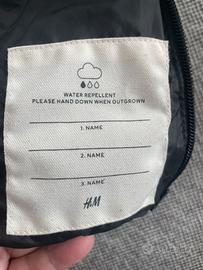 WATER REPELLENT
PLEASE HAND DOWN WHEN OUTGROWN
1. NAME
2. NAME
3. NAME
H&M